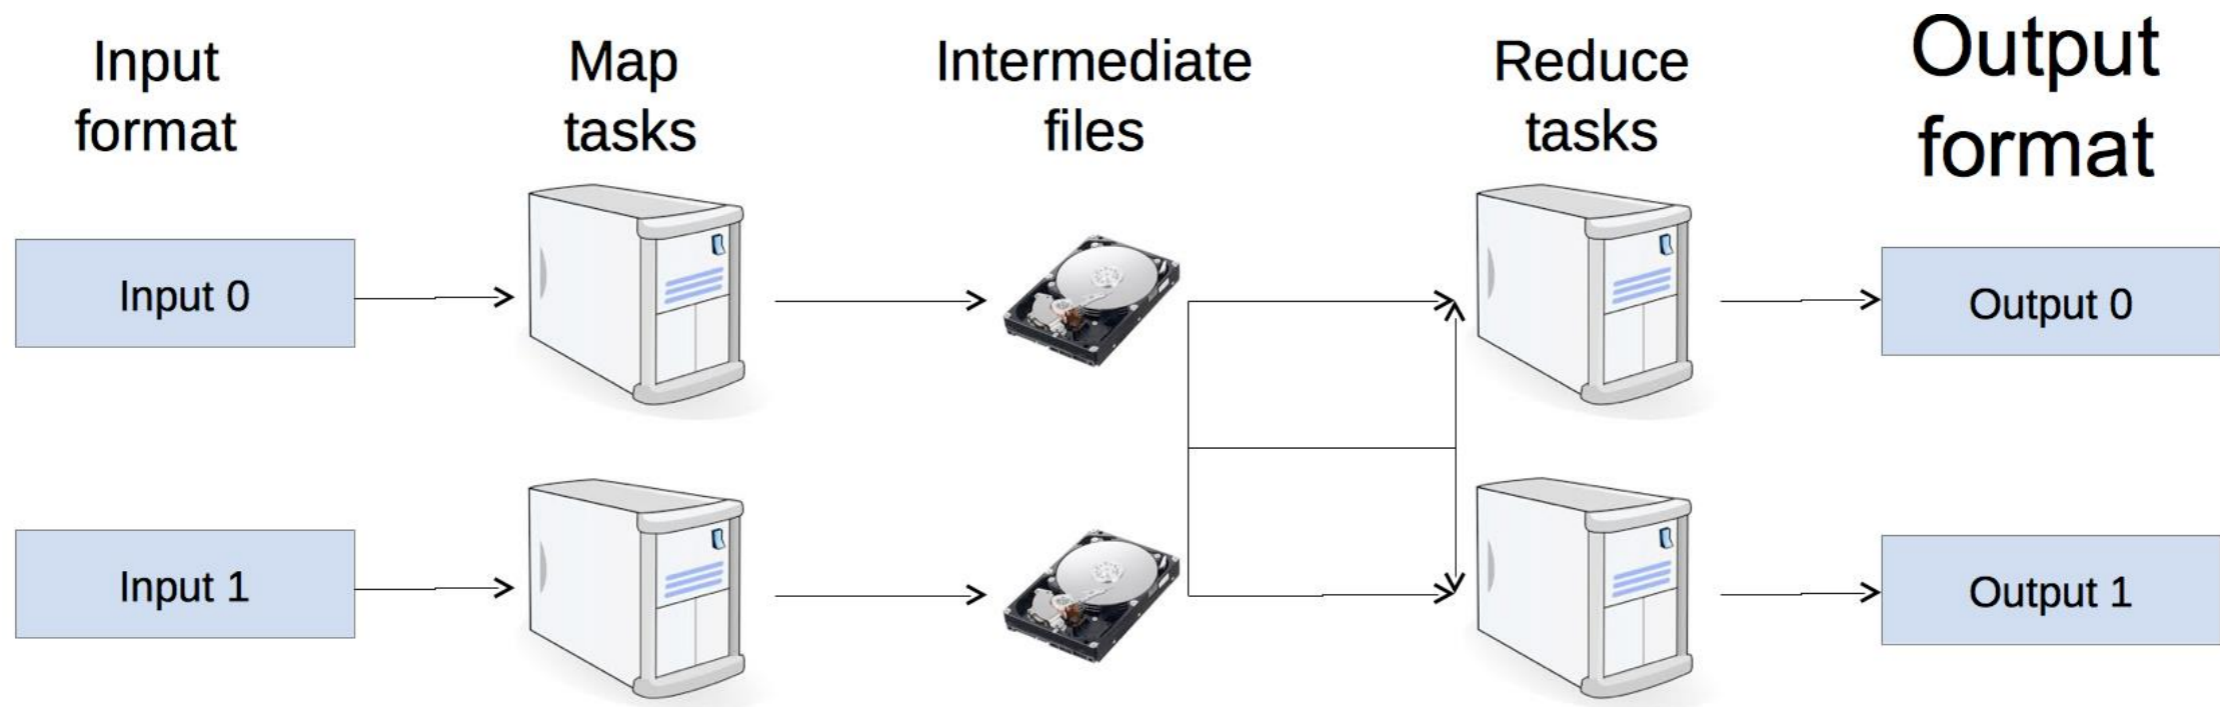 Input
format
Map
tasks
Intermediate
files
Reduce
tasks
Output
format
Input 0
Output 0
Input 1
Output 1